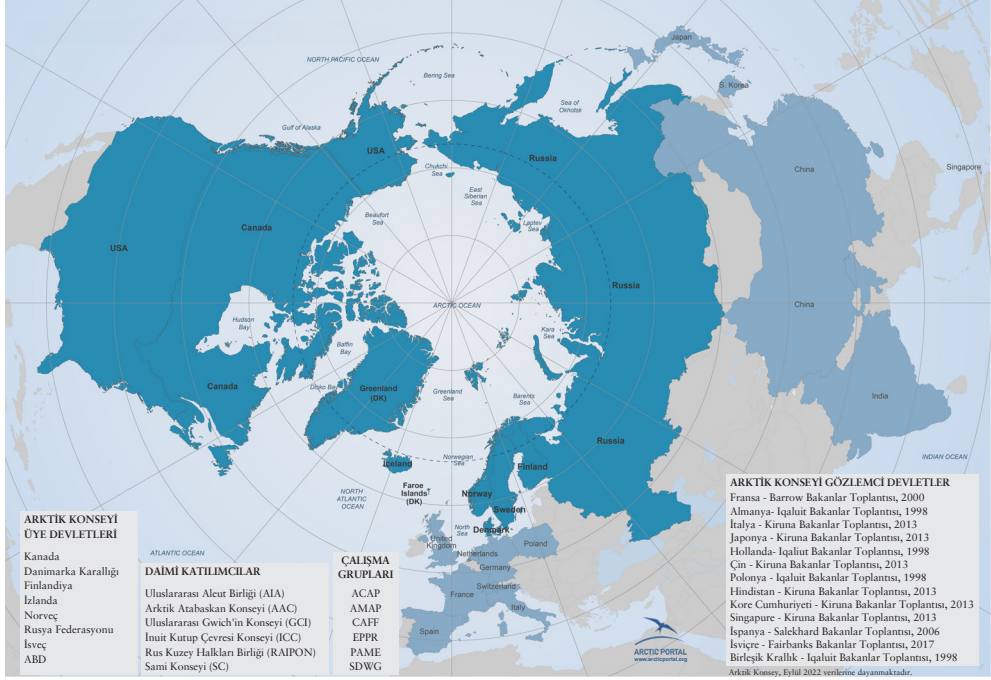 Japan
NORTH PACIFIC OCEAN
Bering Sea
S. Korea
Sea of
Okhotsk
Gulf of Alaska
USA
Russia
Chukchi
Sea
China
Singapore
East
Siberian
Sea
Beaufort
Sea
Laptev
Sea
Canada
USA
Russia
ARCTIC OCEAN
China
Hudson
Bay
Kara
Sea
Baffin
Bay
Canada
Disko Bay
Greenland
(DK)
Greenland
Sea
Barents
Sea
India
Russia
Norwegian
Sea
Iceland
Finland
INDIAN OCEAN
NORTH
ATLANTIC
OCEAN
Faroe
Islands
(DK)
Norway
Sweden
North
Sea
Denmark
United
Kingdom
Poland
Netherlands
Germany
Switzerland
France
Italy
Spain
ATLANTIC OCEAN
ARKTİK KONSEYİ
ÜYE DEVLETLERİ
Kanada
Danimarka Karallığı
Finlandiya
İzlanda
Norveç
Rusya Federasyonu
İsveç
ABD
DAİMİ KATILIMCILAR
Uluslararası Aleut Birliği (AIA)
Arktik Atabaskan Konseyi (AAC)
Uluslararası Gwich'in Konseyi (GCI)
İnuit Kutup Çevresi Konseyi (ICC)
Rus Kuzey Halkları Birliği (RAIPON)
Sami Konseyi (SC)
ÇALIŞMA
GRUPLARI
ACAP
AMAP
CAFF
EPPR
PAME
SDWG
ARCTIC PORTAL
www.arcticportal.org
ARKTİK KONSEYİ GÖZLEMCİ DEVLETLER
Fransa - Barrow Bakanlar Toplantısı, 2000
Almanya- Iqaluit Bakanlar Toplantısı, 1998
İtalya - Kiruna Bakanlar Toplantısı, 2013
Japonya - Kiruna Bakanlar Toplantısı, 2013
Hollanda- Iqaliut Bakanlar Toplantısı, 1998
Çin - Kiruna Bakanlar Toplantısı, 2013
Polonya - Iqaluit Bakanlar Toplantısı, 1998
Hindistan - Kiruna Bakanlar Toplantısı, 2013
Kore Cumhuriyeti - Kiruna Bakanlar Toplantısı, 2013
Singapure - Kiruna Bakanlar Toplantısı, 2013
İspanya - Salekhard Bakanlar Toplantısı, 2006
İsviçre - Fairbanks Bakanlar Toplantısı, 2017
Birleşik Krallık - Iqaluit Bakanlar Toplantısı, 1998
Arktik Konsey, Eylül 2022 verilerine dayanmaktadır.